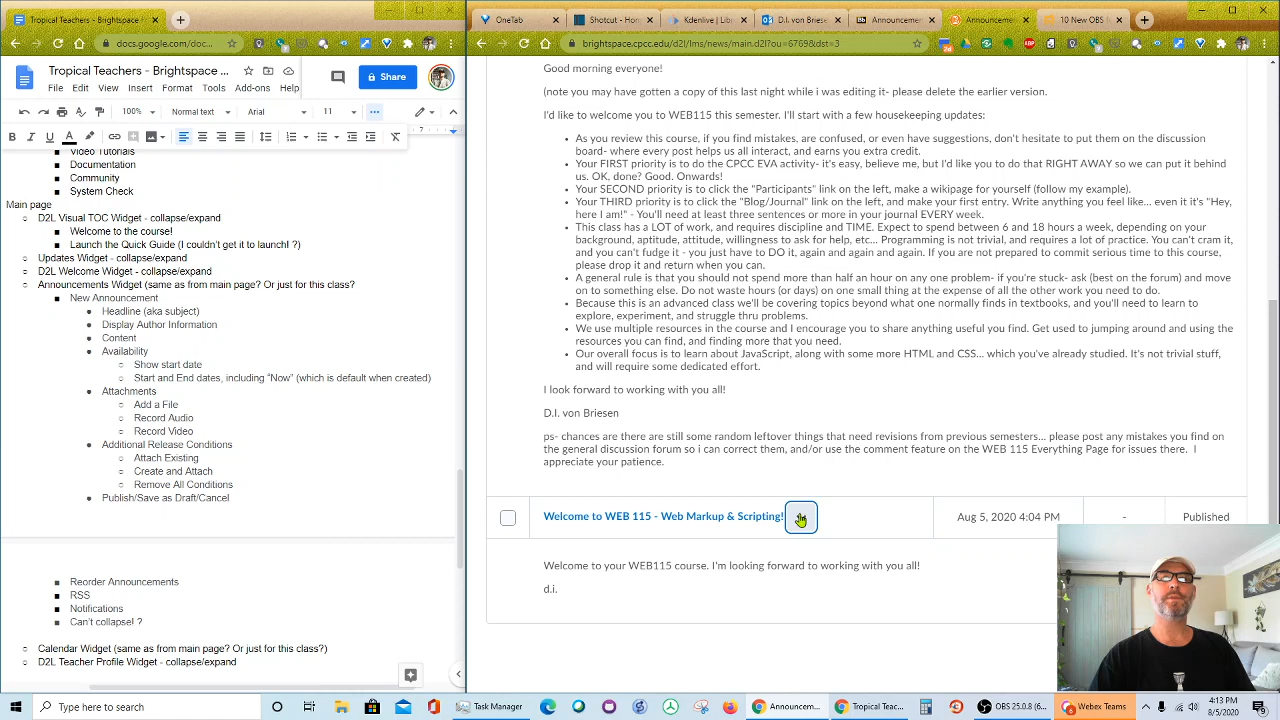 Tropical Teachers - Brightspace
OneTab
Shotcut - Hom
Kdenlive | Libr
D.I. von Briese
Announcement
Announcemen
10 New OBS
docs.google.com/doc...
brightspace.cpcc.edu/d2l/lms/news/main.d2l?ou=6769&dst=3
Tropical Teachers - Brightspace ...
File Edit View Insert Format Tools Add-ons Help
Share
100% Normal text Arial 11
Video Tutorials
Documentation
Community
System Check
Main page
D2L Visual TOC Widget - collapse/expand
Welcome to the course!
Launch the Quick Guide (I couldn't get it to launchl ?)
Updates Widget - collapse/expand
D2L Welcome Widget - collapse/expand
Announcements Widget (same as from main page? Or just for this class?
New Announcement
Headline (aka subject)
Display Author Information
Content
Availability
Show start date
Start and End dates, including “Now” (which is default when created)
Attachments
Add a File
Record Audio
Record Video
Additional Release Conditions
Attach Existing
Create and Attach
Remove All Conditions
Publish/Save as Draft/Cancel
Reorder Announcements
RSS
Notifications
Can't collapse! ?
Calendar Widget (same as from main page? Or just for this class?)
D2L Teacher Profile Widget - collapse/expand
Good morning everyone!
(note you may have gotten a copy of this last night while i was editing it- please delete the earlier version.
I'd like to welcome you to WEB115 this semester. I'll start with a few housekeeping updates:
As you review this course, if you find mistakes, are confused, or even have suggestions, don't hesitate to put them on the discussion
board- where every post helps us all interact, and earns you extra credit.
Your FIRST priority is to do the CPCC EVA activity- it's easy, believe me, but I'd like you to do that RIGHT AWAY so we can put it behind
us. OK, done? Good. Onwards!
Your SECOND priority is to click the "Participants" link on the left, make a wikipage for yourself (follow my example).
Your THIRD priority is to click the "Blog/Journal" link on the left, and make your first entry. Write anything you feel like... even it it's "Hey,
here I am!" - You'll need at least three sentences or more in your journal EVERY week.
This class has a LOT of work, and requires discipline and TIME. Expect to spend between 6 and 18 hours a week, depending on your
background, aptitude, attitude, willingness to ask for help, etc... Programming is not trivial, and requires a lot of practice. You can't cram it,
and you can't fudge it - you just have to DO it, again and again and again. If you are not prepared to commit serious time to this course,
please drop it and return when you can.
A general rule is that you should not spend more than half an hour on any one problem- if you're stuck- ask (best on the forum) and move
on to something else. Do not waste hours (or days) on one small thing at the expense of all the other work you need to do.
Because this is an advanced class we'll be covering topics beyond what one normally finds in textbooks, and you'll need to learn to
explore, experiment, and struggle thru problems.
We use multiple resources in the course and I encourage you to share anything useful you find. Get used to jumping around and using the
resources you can find, and finding more that you need.
Our overall focus is to learn about JavaScript, along with some more HTML and CSS... which you've already studied. It's not trivial stuff,
and will require some dedicated effort.
I look forward to working with you all!
D.I. von Briesen
ps- chances are there are still some random leftover things that need revisions from previous semesters... please post any mistakes you find on
the general discussion forum so i can correct them, and/or use the comment feature on the WEB 115 Everything Page for issues there. I
appreciate your patience.
Welcome to WEB 115 - Web Markup & Scripting! Aug 5, 2020 4:04 PM - Published
Welcome to your WEB115 course. I'm looking forward to working with you all!
d.i.
Type here to search
Task Manager
Announcem...
Tropical Teac...
OBS 25.0.8 (6...
Webex Teams
4:13 PM
8/5/2020